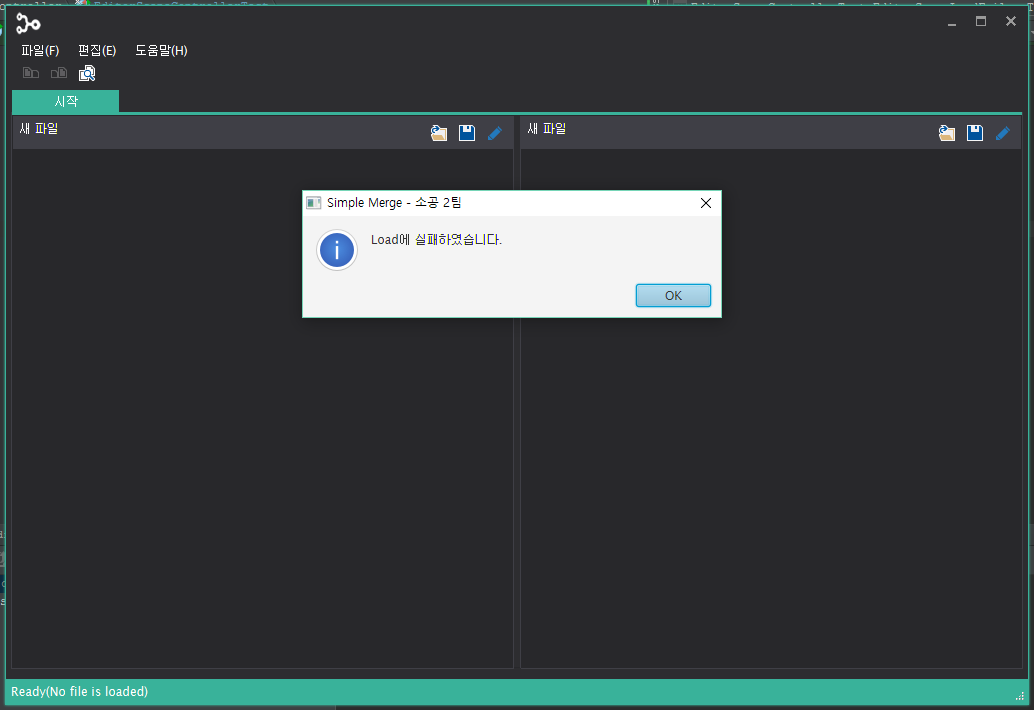 EditorSceneControllerTest
파일(F) 편집(E) 도움말(H)
시작
새 파일
새 파일
Simple Merge - 소공 2팀
Load에 실패하였습니다.
OK
Ready(No file is loaded)